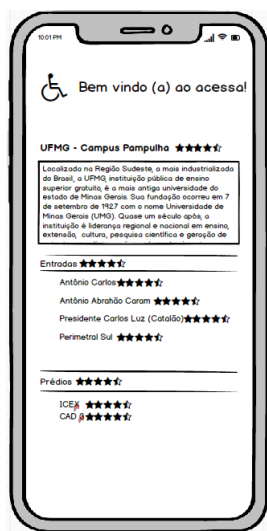 10:01 PM
Bem vindo (a) ao acessa!
UFMG - Campus Pampulha
Localizada na Região Sudeste, a mais industrializada
do Brasil, a UFMG, instituição pública de ensino
superior gratuito, é a mais antiga universidade do
estado de Minas Gerais. Sua fundação ocorreu em 7
de setembro de 1927 com o nome Universidade de
Minas Gerais (UMG). Quase um século após, a
instituição é liderança regional e nacional em ensino,
extensão, cultura, pesquisa científica e geração de
Entradas
Antônio Carlos
Antônio Abrahão Caram
Presidente Carlos Luz (Catalão)
Perimetral Sul
Prédios
ICEX
CAD 3